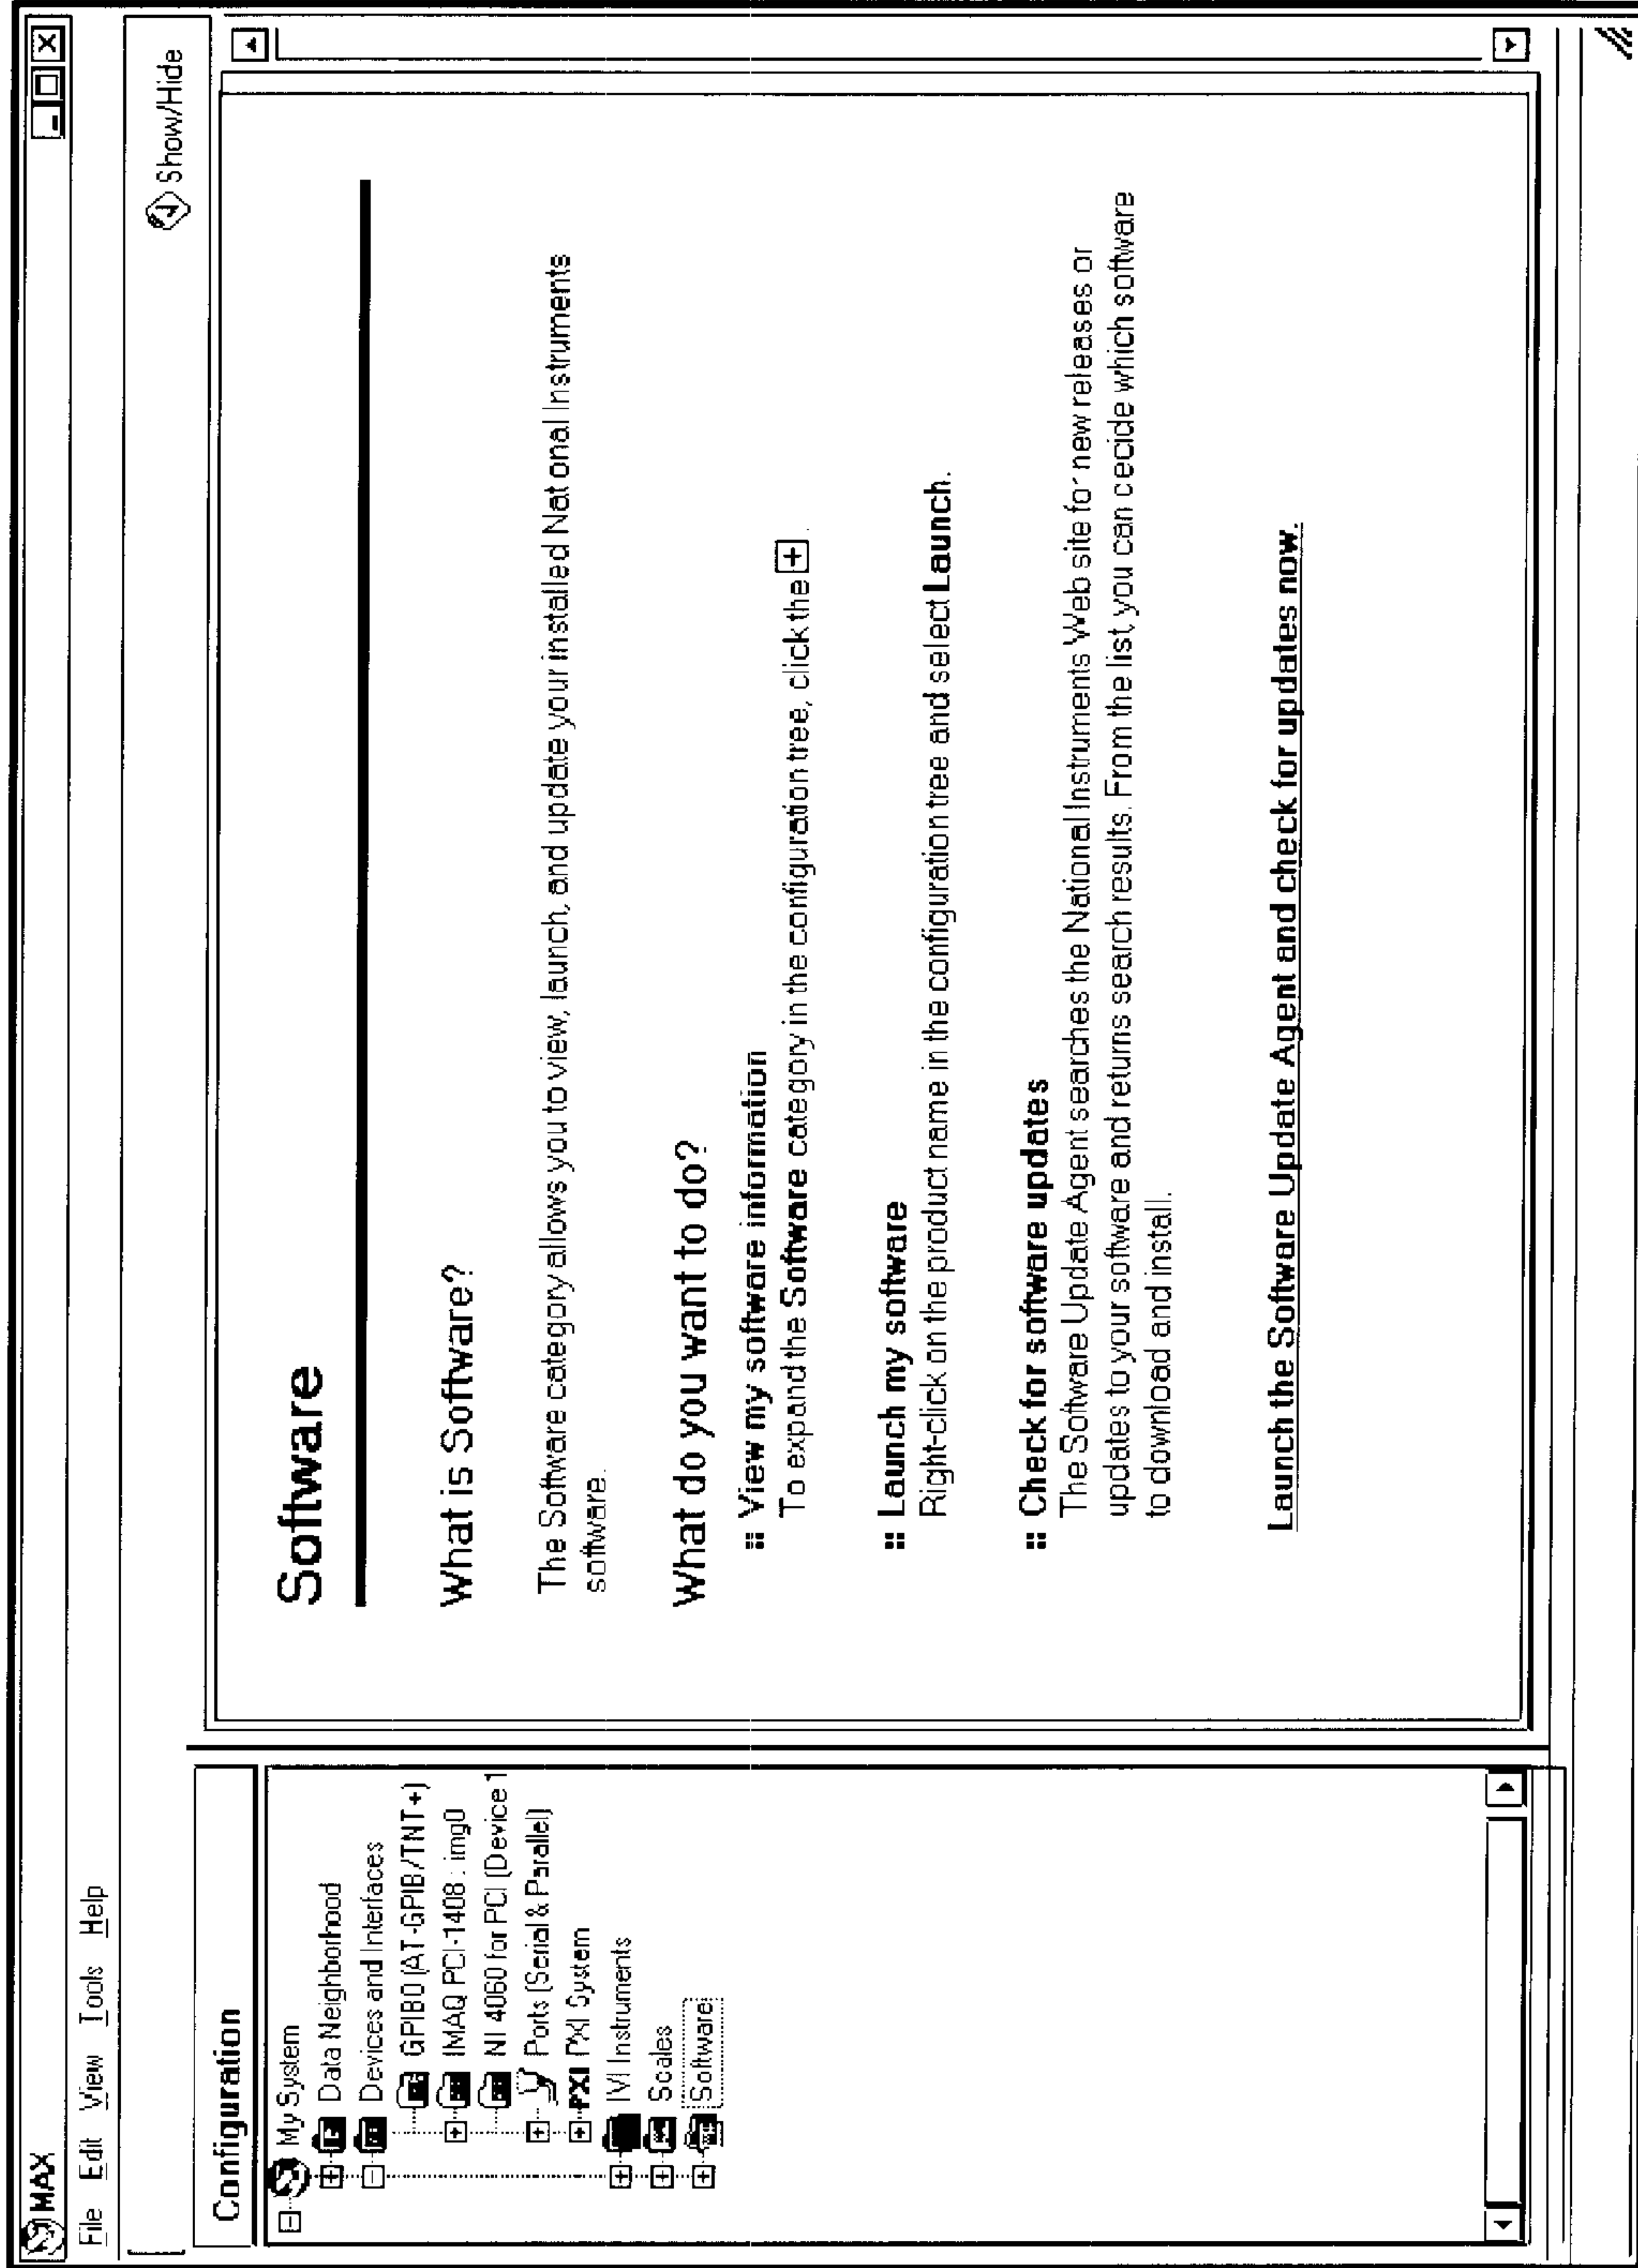 MAX
File Edit View Tools Help
Show/Hide
Configuration
My System
Data Neighborhood
Devices and Interfaces
GPIB0 (AT-GPIB/TNT+)
IMAQ PCI-1408 : img0
NI 4060 for PCI (Device 1
Ports (Serial & Parallel)
PXI PXI System
IVI Instruments
Scales
Software
Software
What is Software?
The Software category allows you to view, launch, and update your installed Nat onal Instruments
software.
What do you want to do?
View my software information
To expand the Software category in the configuration tree, click the +.
Launch my software
Right-click on the product name in the configuration tree and select Launch.
Check for software updates
The Software Update Agent searches the National Instruments Web site for new releases or
updates to your software and returns search results. From the list, you can cecide which software
to download and install.
Launch the Software Update Agent and check for updates now.